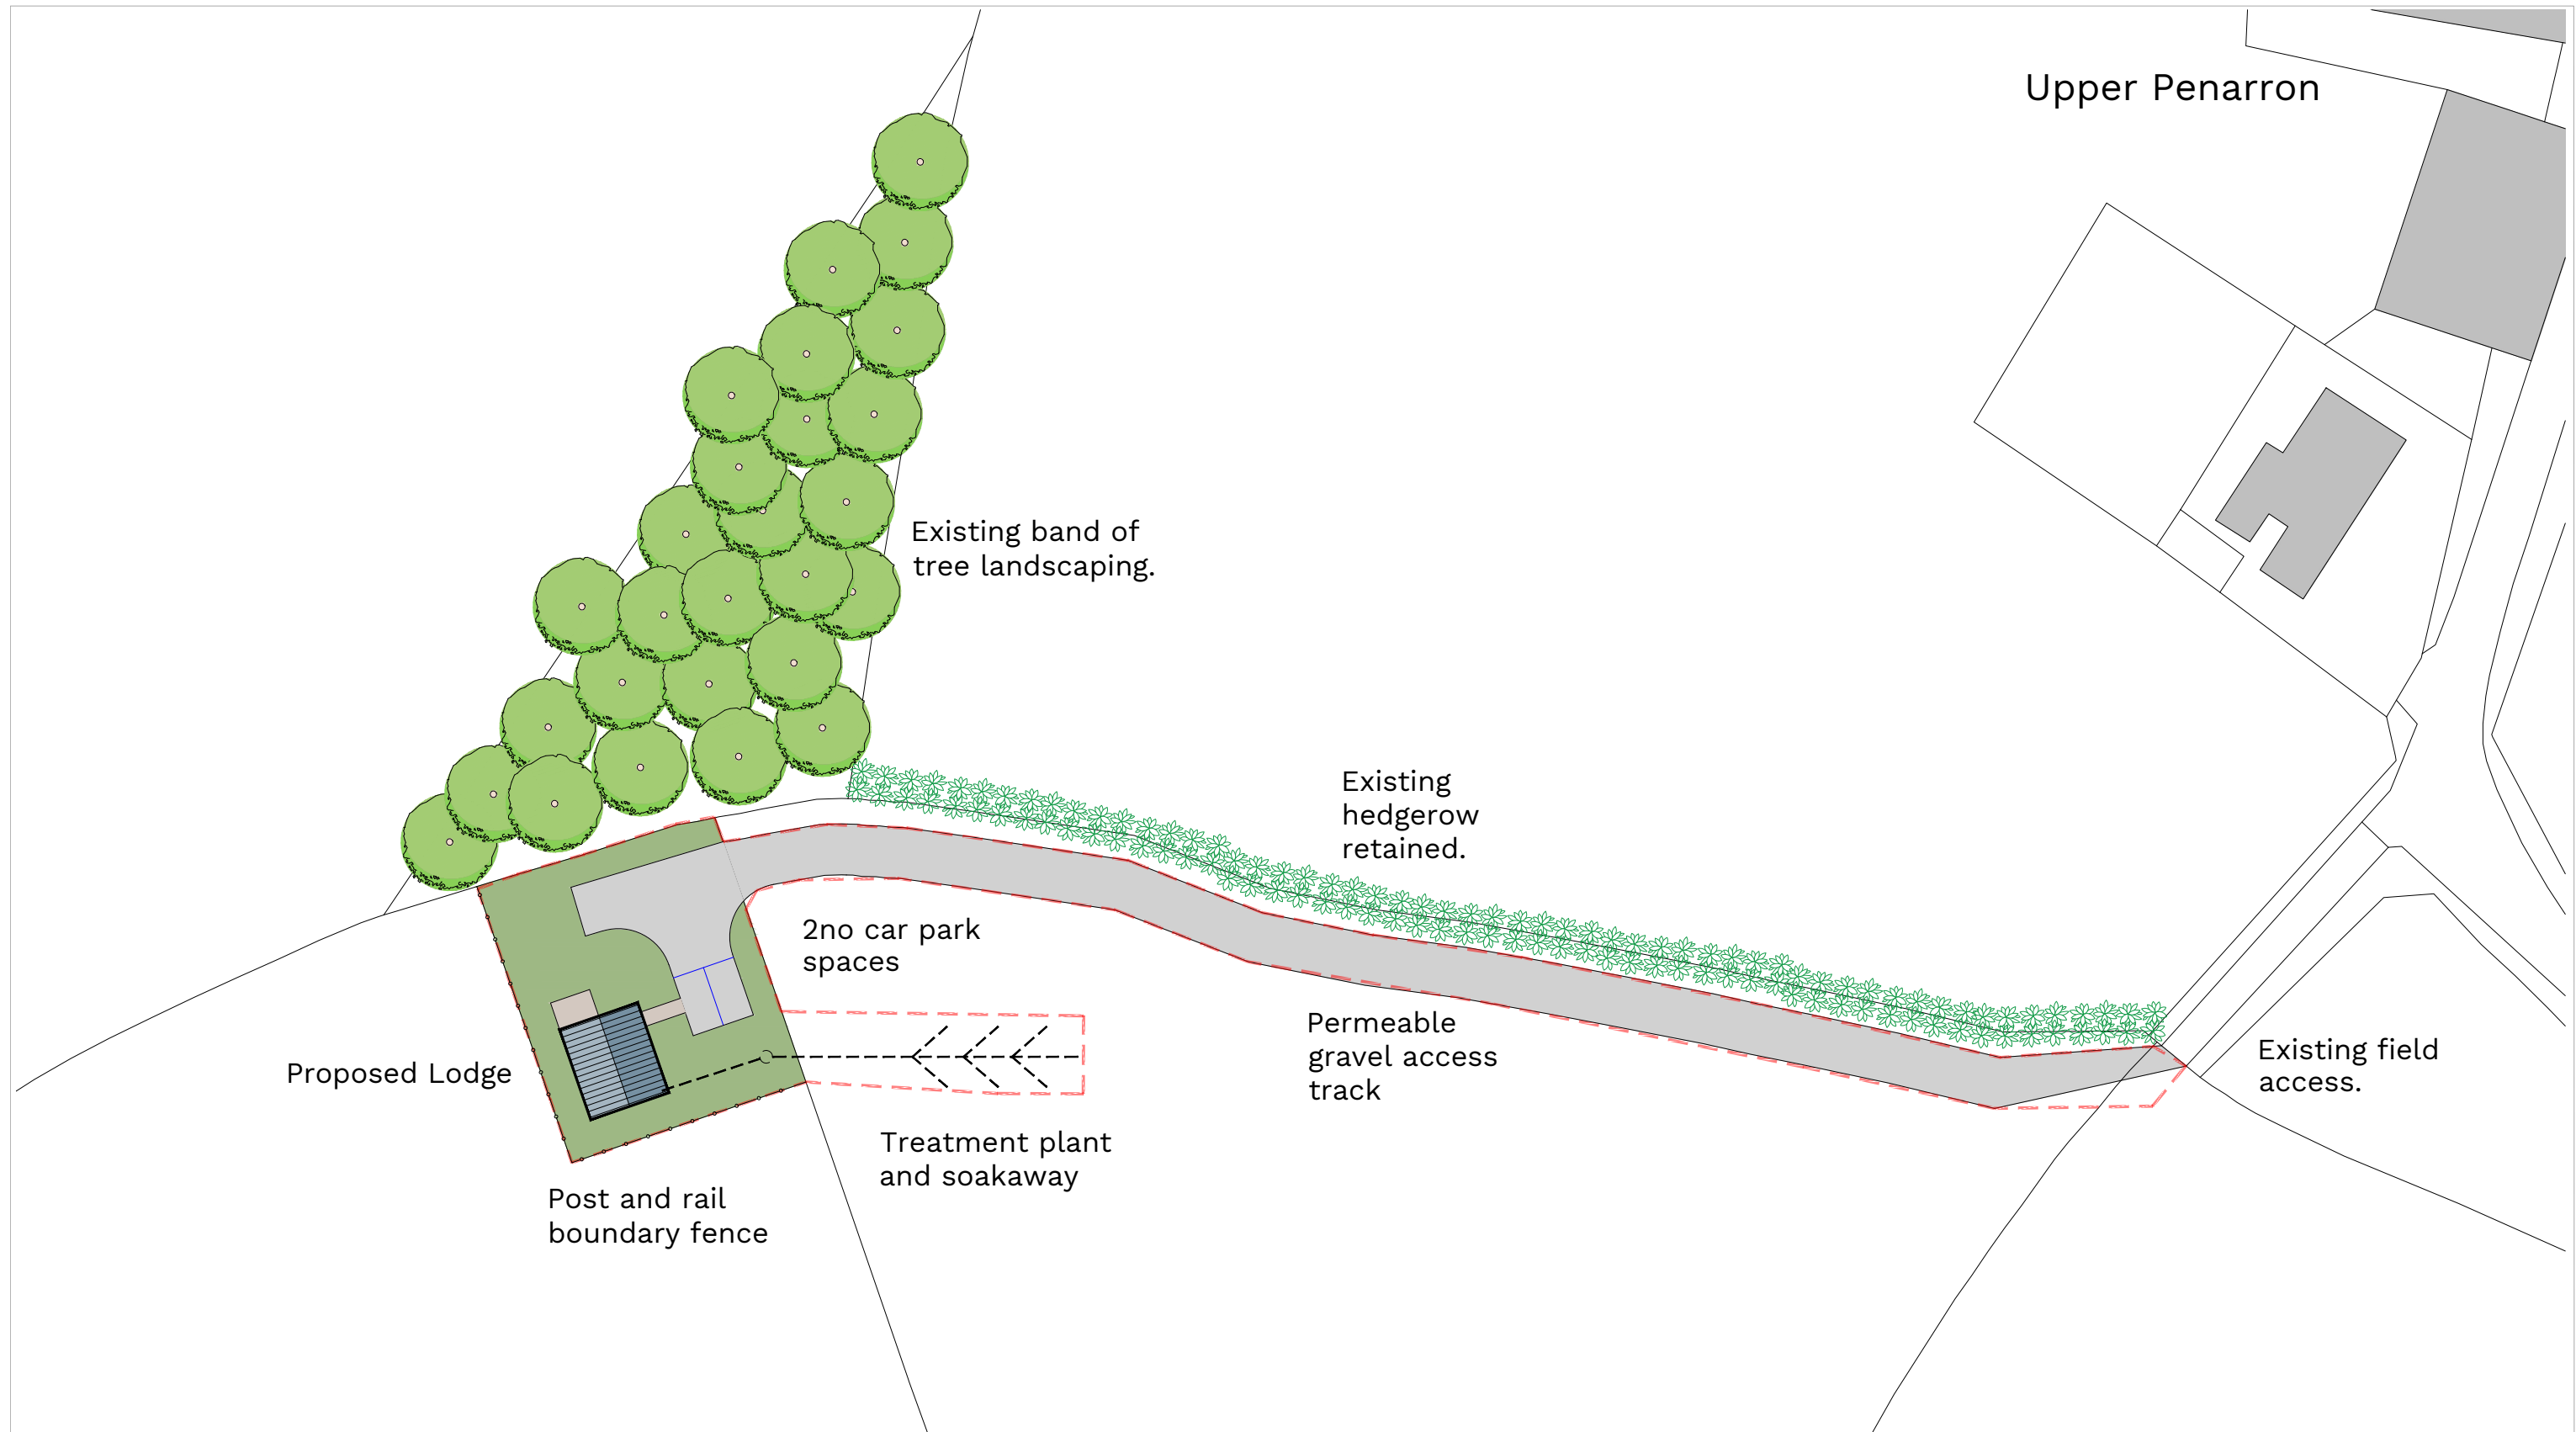 Upper Penarron
Existing band of
tree landscaping.
Existing
hedgerow
retained.
2no car park
spaces
Permeable
gravel access
track
Existing field
access.
Proposed Lodge
Treatment plant
and soakaway
Post and rail
boundary fence